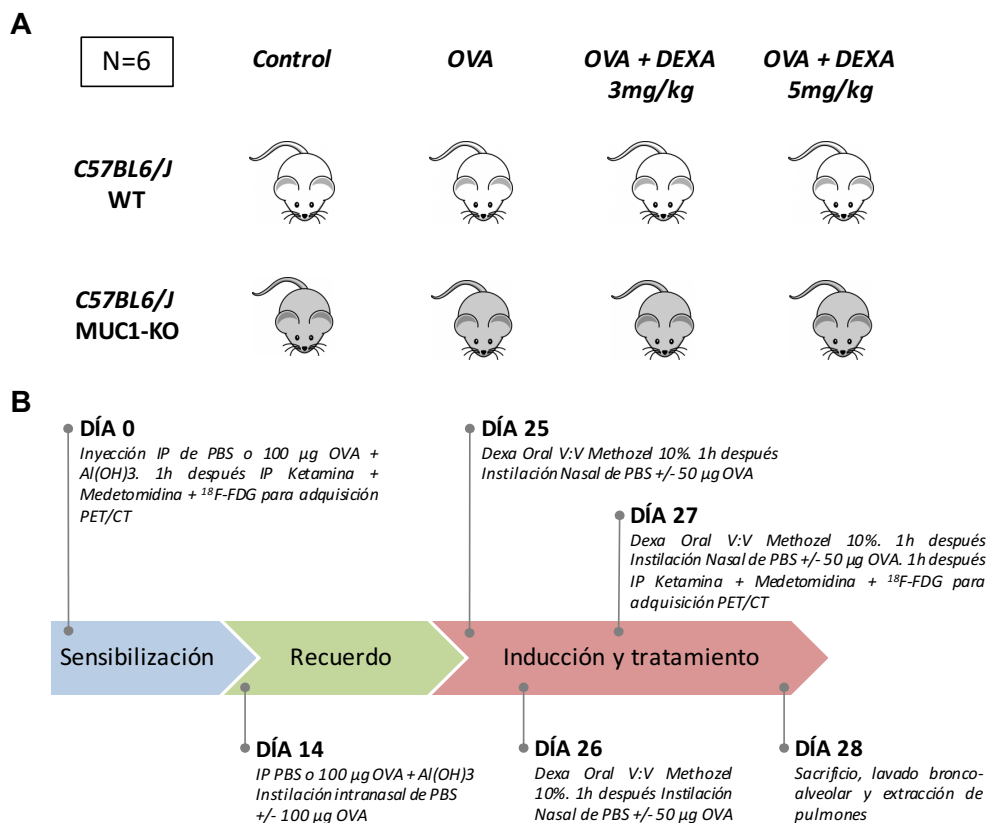 A
N=6
Control
OVA
OVA + DEXA
3mg/kg
OVA + DEXA
5mg/kg
C57BL6/J
WT
C57BL6/J
MUC1-KO
B
DÍA 0
Inyección IP de PBS o 100 µg OVA +
Al(OH)3. 1h después IP Ketamina +
Medetomidina + ¹⁸F-FDG para adquisición
PET/CT
DÍA 25
Dexa Oral V:V Methozel 10%. 1h después
Instilación Nasal de PBS +/- 50 µg OVA
DÍA 27
Dexa Oral V:V Methozel 10%. 1h después
Instilación Nasal de PBS +/- 50 µg OVA. 1h después
IP Ketamina + Medetomidina + ¹⁸F-FDG para
adquisición PET/CT
Sensibilización
Recuerdo
Inducción y tratamiento
DÍA 14
IP PBS o 100 µg OVA + Al(OH)3
Instilación intranasal de PBS
+/- 100 µg OVA
DÍA 26
Dexa Oral V:V Methozel
10%. 1h después Instilación
Nasal de PBS +/- 50 µg OVA
DÍA 28
Sacrificio, lavado bronco-
alveolar y extracción de
pulmones